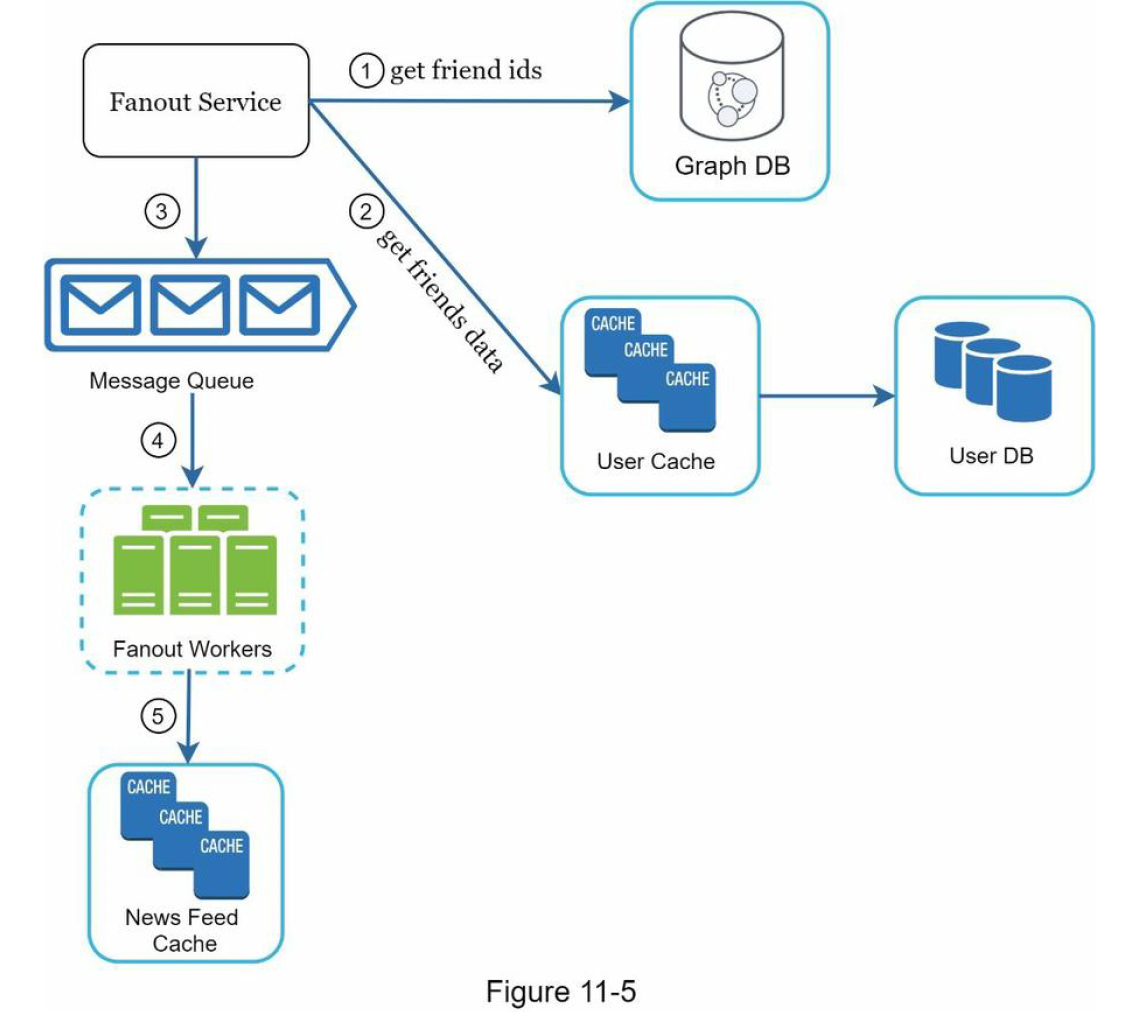 Fanout Service
① get friend ids
Graph DB
② get friends data
③
Message Queue
CACHE
CACHE
CACHE
User Cache
User DB
④
Fanout Workers
⑤
CACHE
CACHE
CACHE
News Feed
Cache
Figure 11-5